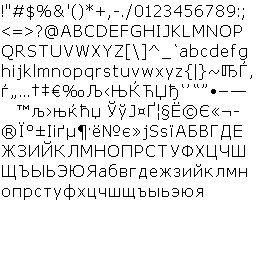 !"#$%&'()*+,-./0123456789:;
<=>?@ABCDEFGHIJKLMNOP
QRSTUVWXYZ[\]^_`abcdefg
hijklmnopqrstuvwxyz{|}~ЂЃ‚
ѓ„…†‡€‰Љ‹ЊЌЋЏђ‘’“”•–—
™љ›њќћџ ЎўЈ¤Ґ¦§Ё©Є«¬-
®Ї°±Ііґµ¶·ё№є»јЅѕїАБВГДЕ
ЖЗИЙКЛМНОПРСТУФХЦЧШ
ЩЪЫЬЭЮЯабвгдежзийклмн
опрстуфхцчшщъыьэюя